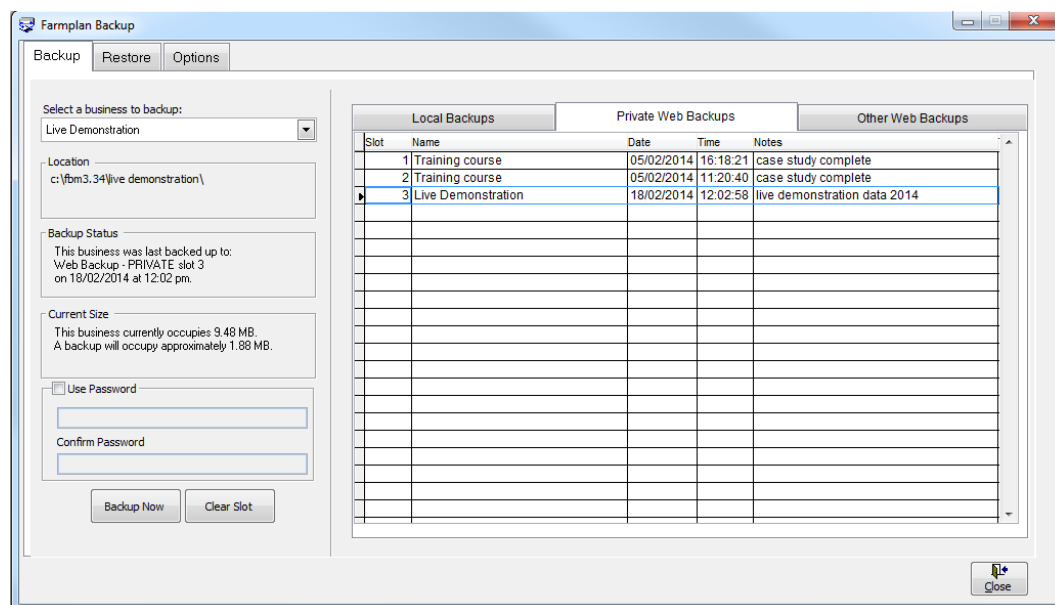 Farmplan Backup
Backup Restore Options
Select a business to backup:
Live Demonstration
Location
c:\fbm3.34\live demonstration\
Backup Status
This business was last backed up to:
Web Backup - PRIVATE slot 3
on 18/02/2014 at 12:02 pm.
Current Size
This business currently occupies 9.48 MB.
A backup will occupy approximately 1.88 MB.
Use Password
Confirm Password
Backup Now Clear Slot
Local Backups Private Web Backups Other Web Backups
Slot Name Date Time Notes
1 Training course 05/02/2014 16:18:21 case study complete
2 Training course 05/02/2014 11:20:40 case study complete
3 Live Demonstration 18/02/2014 12:02:58 live demonstration data 2014
Close